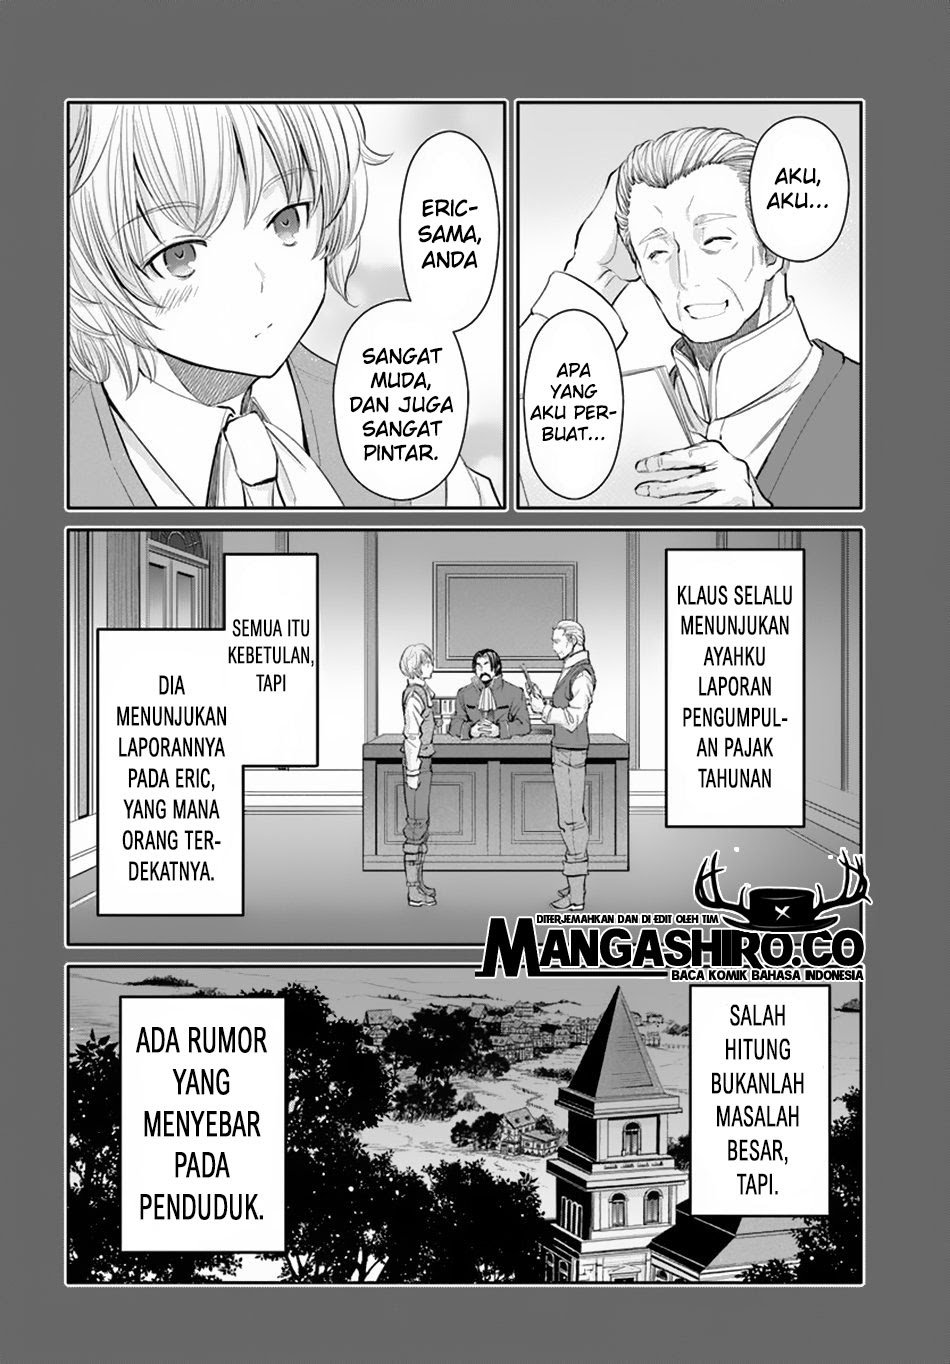 AKU,
AKU...
APA
YANG
AKU PER-
BUAT...
ERIC-
SAMA,
ANDA
SANGAT
MUDA,
DAN JUGA
SANGAT
PINTAR.
KLAUS SELALU
MENUNJUKAN
AYAHKU
LAPORAN
PENGUMPUL-
AN PAJAK
TAHUNAN
SEMUA ITU
KEBETULAN,
TAPI
DIA
MENUNJUKAN
LAPORANNYA
PADA ERIC,
YANG MANA
ORANG TER-
DEKATNYA.
DITERJEMAHKAN DAN DI EDIT OLEH TIM
MANGASHIRO.CO
BACA KOMIK BAHASA INDONESIA
SALAH
HITUNG
BUKANLAH
MASALAH
BESAR,
TAPI.
ADA RUMOR
YANG
MENYEBAR
PADA
PENDUDUK.